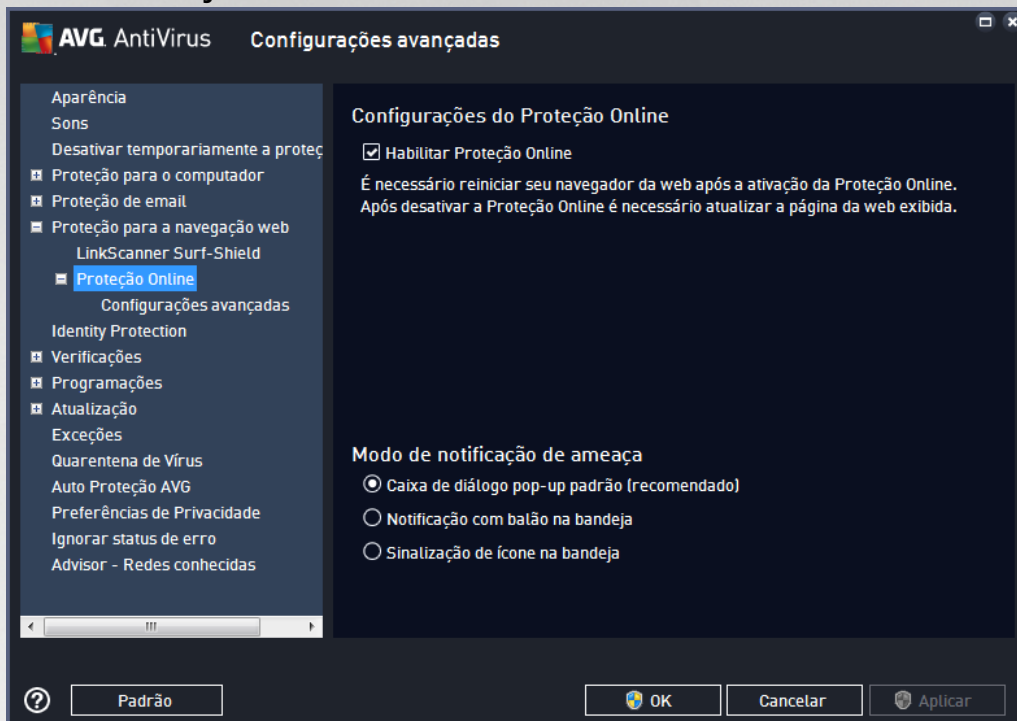 AVG AntiVirus Configurações avançadas
Aparência
Sons
Desativar temporariamente a proteç
Proteção para o computador
Proteção de email
Proteção para a navegação web
LinkScanner Surf-Shield
Proteção Online
Configurações avançadas
Identity Protection
Verificações
Programações
Atualização
Exceções
Quarentena de Vírus
Auto Proteção AVG
Preferências de Privacidade
Ignorar status de erro
Advisor - Redes conhecidas
Configurações do Proteção Online
Habilitar Proteção Online
É necessário reiniciar seu navegador da web após a ativação da Proteção Online.
Após desativar a Proteção Online é necessário atualizar a página da web exibida.
Modo de notificação de ameaça
Caixa de diálogo pop-up padrão (recomendado)
Notificação com balão na bandeja
Sinalização de ícone na bandeja
? Padrão OK Cancelar Aplicar